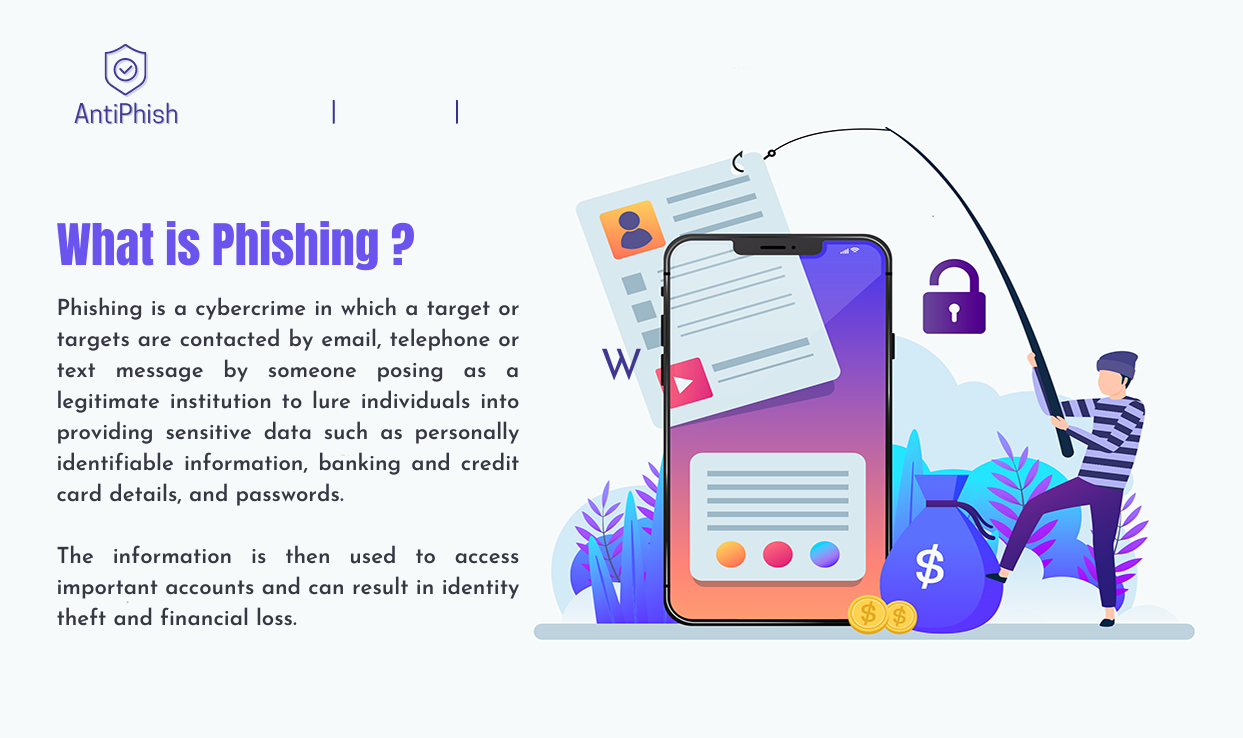 AntiPhish
What is Phishing ?
Phishing is a cybercrime in which a target or
targets are contacted by email, telephone or
text message by someone posing as a
legitimate institution to lure individuals into
providing sensitive data such as personally
identifiable information, banking and credit
card details, and passwords.
The information is then used to access
important accounts and can result in identity
theft and financial loss.
W
$
$
$